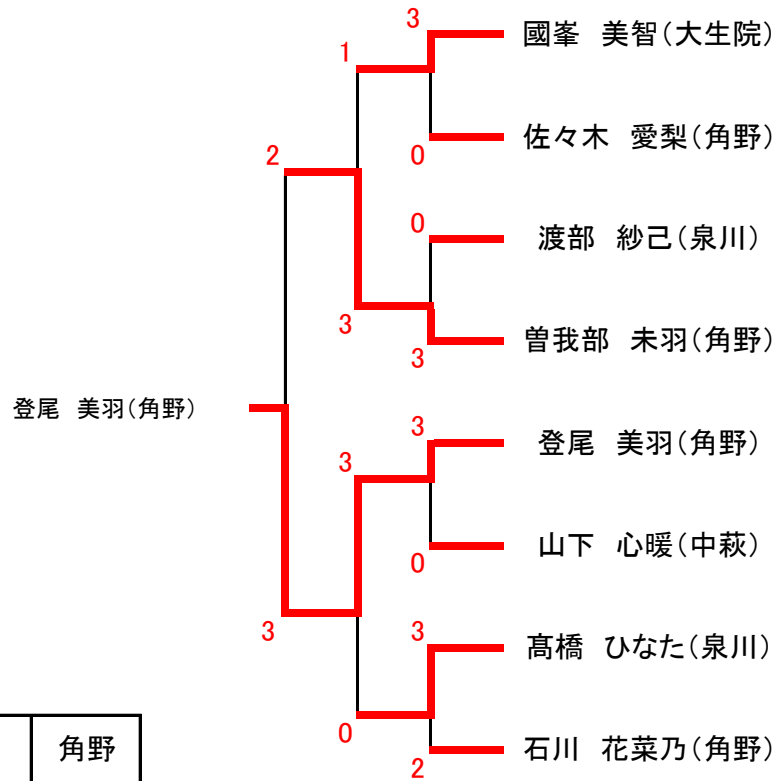 3
國峯 美智(大生院)
1
佐々木 愛梨(角野)
0
2
0
渡部 紗己(泉川)
3
曽我部 未羽(角野)
3
登尾 美羽(角野)
3
登尾 美羽(角野)
3
山下 心暖(中萩)
0
3
3
髙橋 ひなた(泉川)
0
角野
石川 花菜乃(角野)
2